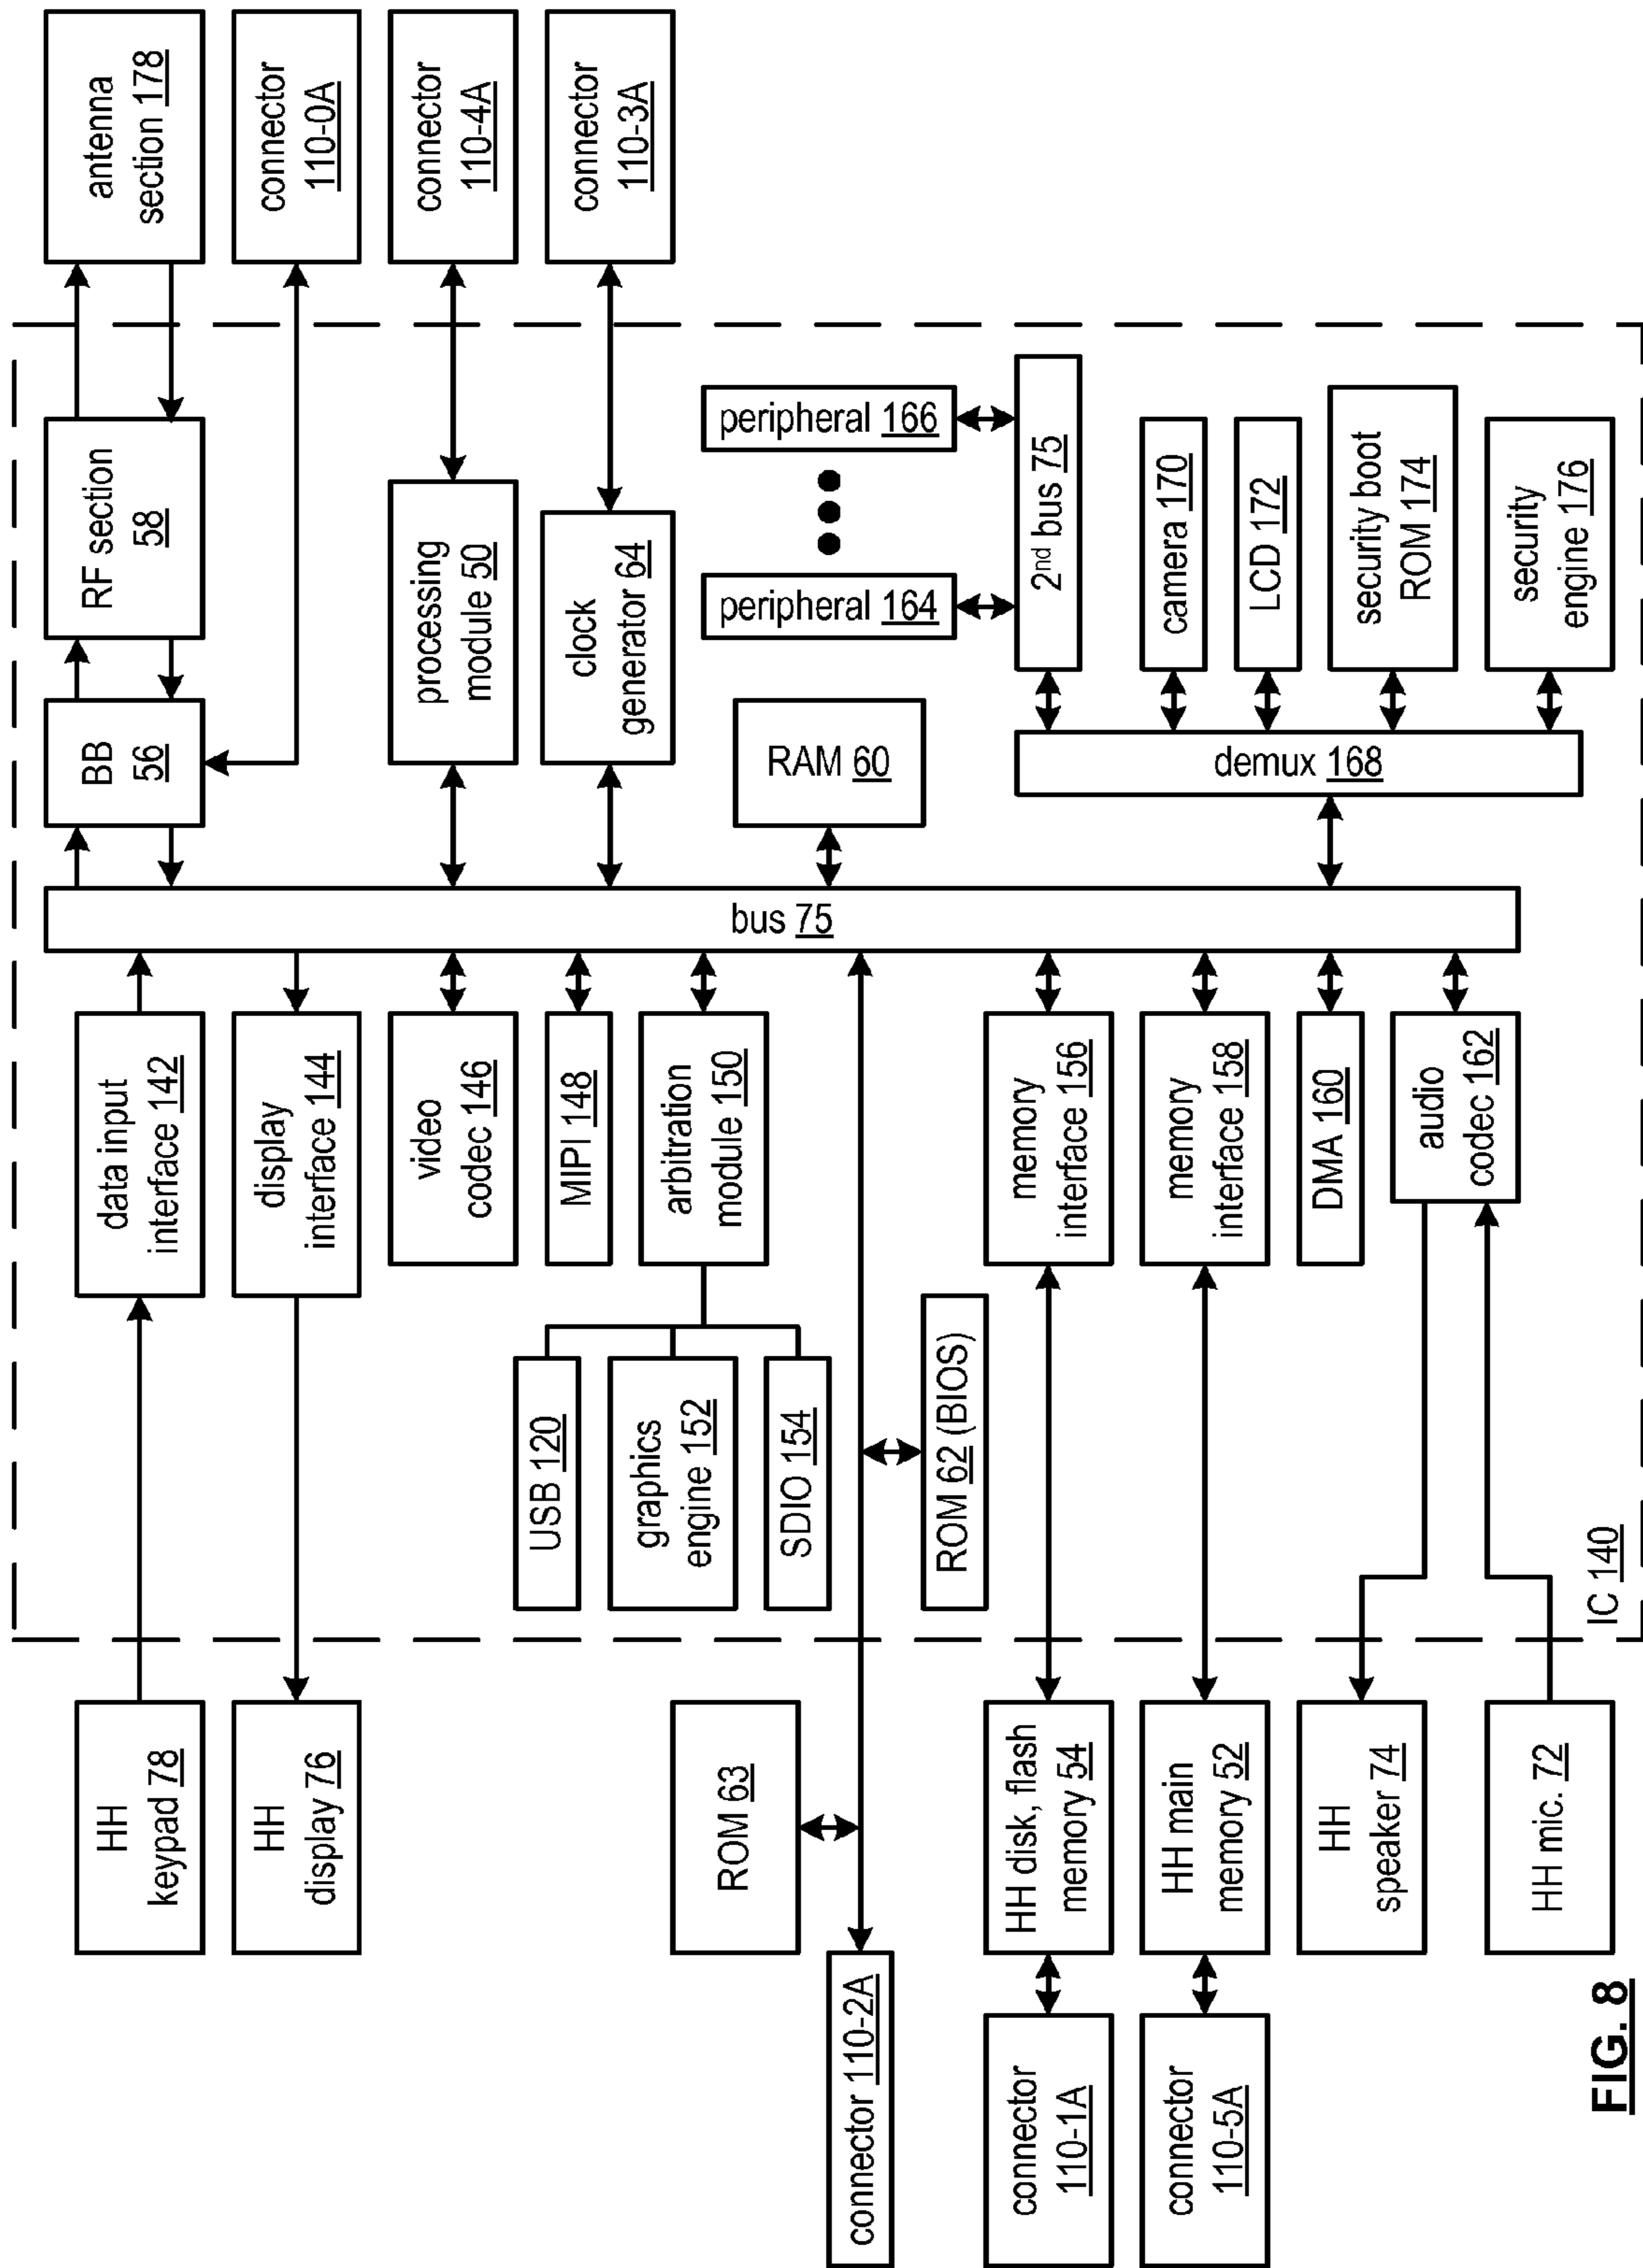 HH
keypad 78
HH
display 76
ROM 63
connector 110-2A
HH disk, flash
memory 54
connector
110-1A
HH main
memory 52
connector
110-5A
HH
speaker 74
HH mic. 72
data input
interface 142
display
interface 144
video
codec 146
MIPI 148
arbitration
module 150
USB 120
graphics
engine 152
SDIO 154
ROM 62 (BIOS)
memory
interface 156
memory
interface 158
DMA 160
audio
codec 162
bus 75
BB
56
RF section
58
processing
module 50
clock
generator 64
RAM 60
peripheral 164
peripheral 166
2nd bus 75
demux 168
camera 170
LCD 172
security boot
ROM 174
security
engine 176
antenna
section 178
connector
110-0A
connector
110-4A
connector
110-3A
IC 140
FIG. 8